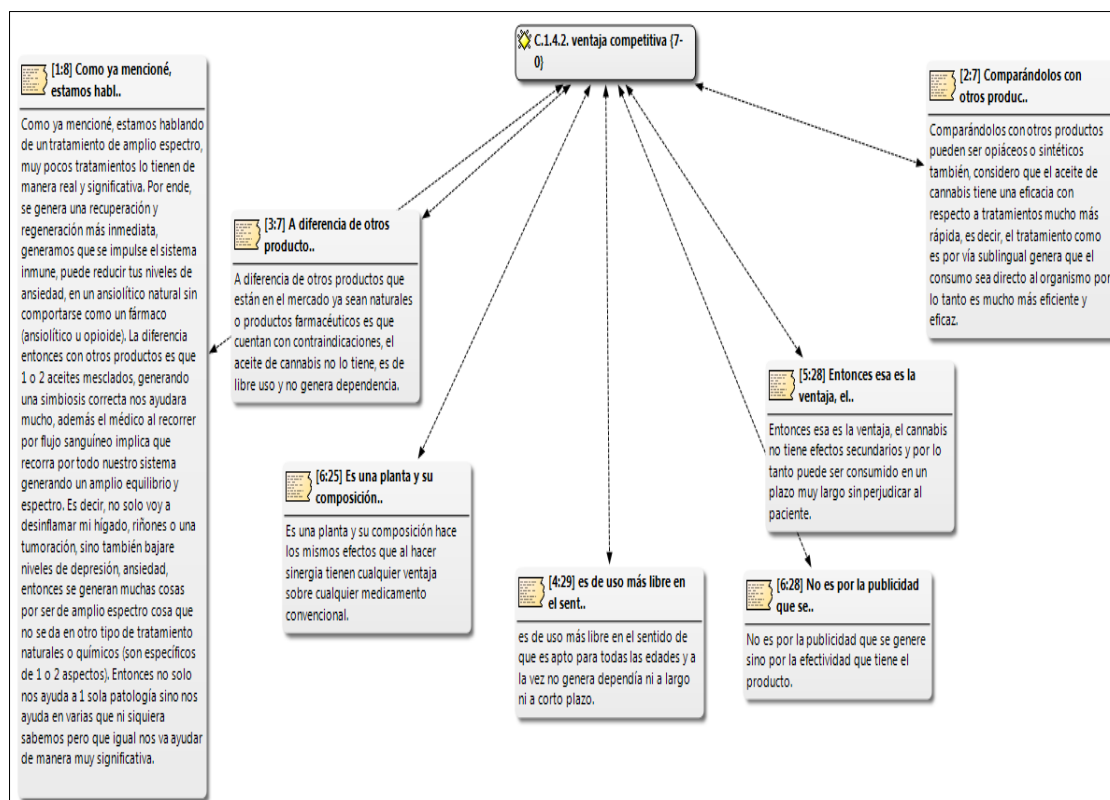 C.1.4.2. ventaja competitiva {7-
0}
[1:8] Como ya mencioné,
estamos habl..
Como ya mencioné, estamos hablando
de un tratamiento de amplio espectro,
muy pocos tratamientos lo tienen de
manera real y significativa. Por ende,
se genera una recuperación y
regeneración más inmediata,
generamos que se impulse el sistema
inmune, puede reducir tus niveles de
ansiedad, en un ansiolítico natural sin
comportarse como un fármaco
(ansiolítico u opioide). La diferencia
entonces con otros productos es que
1 o 2 aceites mesclados, generando
una simbiosis correcta nos ayudara
mucho, además el médico al recorrer
por flujo sanguíneo implica que
recorra por todo nuestro sistema
generando un amplio equilibrio y
espectro. Es decir, no solo voy a
desinflamar mi hígado, riñones o una
tumoración, sino también bajare
niveles de depresión, ansiedad,
entonces se generan muchas cosas
por ser de amplio espectro cosa que
no se da en otro tipo de tratamiento
naturales o químicos (son específicos
de 1 o 2 aspectos). Entonces no solo
nos ayuda a 1 sola patología sino nos
ayuda en varias que ni siquiera
sabemos pero que igual nos va ayudar
de manera muy significativa.
[3:7] A diferencia de otros
producto..
A diferencia de otros productos que
están en el mercado ya sean naturales
o productos farmacéuticos es que
cuentan con contraindicaciones, el
aceite de cannabis no lo tiene, es de
libre uso y no genera dependencia.
[6:25] Es una planta y su
composición..
Es una planta y su composición hace
los mismos efectos que al hacer
sinergia tienen cualquier ventaja
sobre cualquier medicamento
convencional.
[4:29] es de uso más libre en
el sent..
es de uso más libre en el sentido de
que es apto para todas las edades y a
la vez no genera dependía ni a largo
ni a corto plazo.
[2:7] Comparándolos con
otros produc..
Comparándolos con otros productos
pueden ser opiáceos o sintéticos
también, considero que el aceite de
cannabis tiene una eficacia con
respecto a tratamientos mucho más
rápida, es decir, el tratamiento como
es por vía sublingual genera que el
consumo sea directo al organismo por
lo tanto es mucho más eficiente y
eficaz.
[5:28] Entonces esa es la
ventaja, el..
Entonces esa es la ventaja, el cannabis
no tiene efectos secundarios y por lo
tanto puede ser consumido en un
plazo muy largo sin perjudicar al
paciente.
[6:28] No es por la publicidad
que se..
No es por la publicidad que se genere
sino por la efectividad que tiene el
producto.